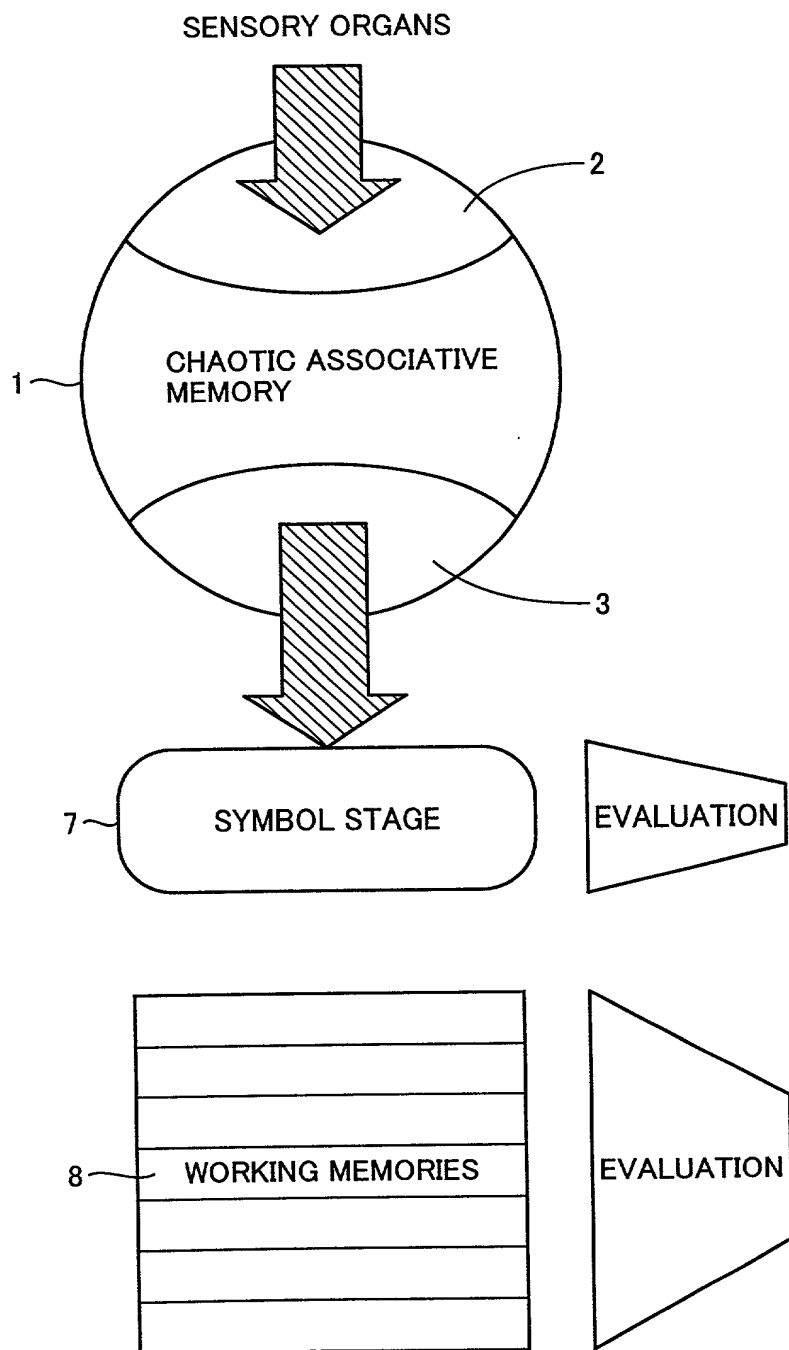 SENSORY ORGANS
2
CHAOTIC ASSOCIATIVE
MEMORY
1
3
7
SYMBOL STAGE
EVALUATION
8
WORKING MEMORIES
EVALUATION